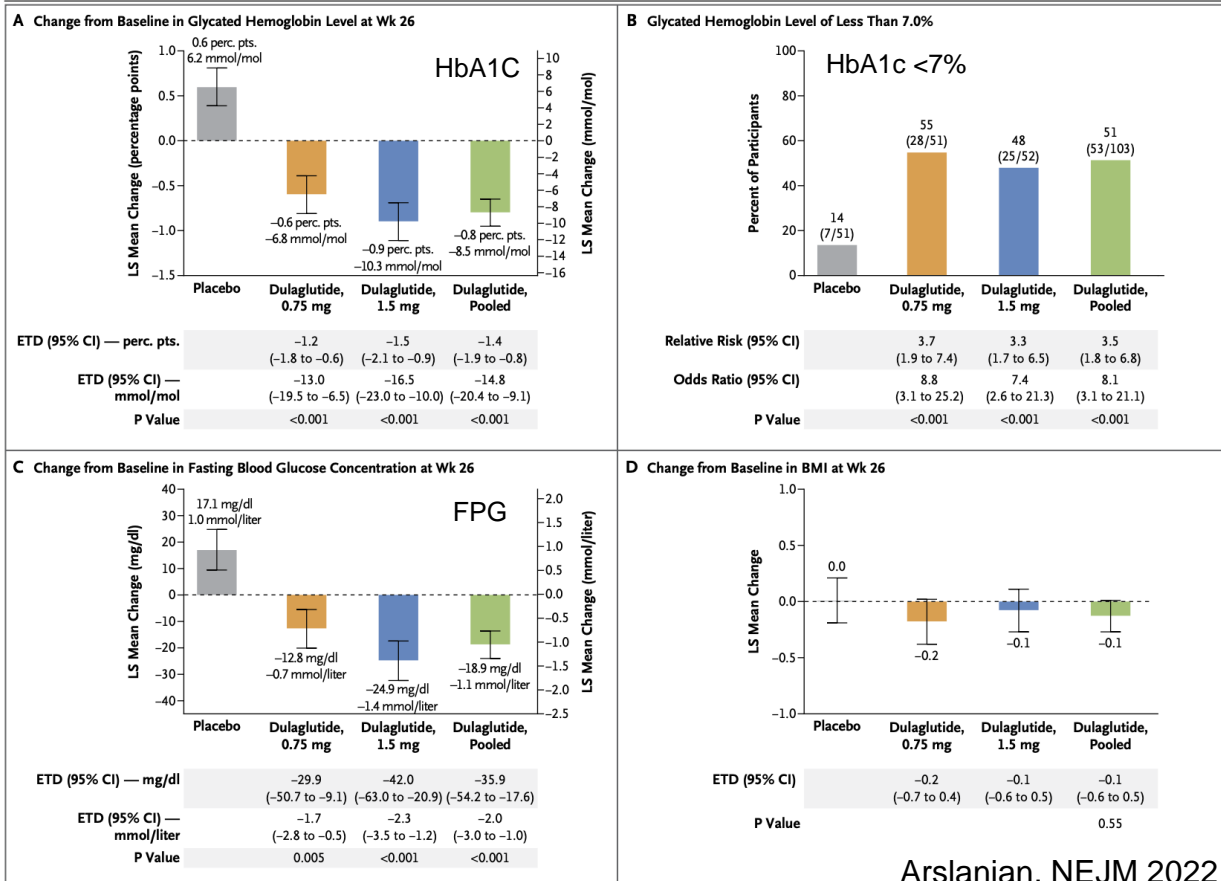 A Change from Baseline in Glycated Hemoglobin Level at Wk 26
HbA1C
LS Mean Change (percentage points)
1.0
0.5
0.0
−0.5
−1.0
−1.5
0.6 perc. pts.
6.2 mmol/mol
−0.6 perc. pts.
−6.8 mmol/mol
−0.9 perc. pts.
−10.3 mmol/mol
−0.8 perc. pts.
−8.5 mmol/mol
10
8
6
4
2
0
−2
−4
−6
−8
−10
−12
−14
−16
LS Mean Change (mmol/mol)
Placebo
Dulaglutide, 0.75 mg
Dulaglutide, 1.5 mg
Dulaglutide, Pooled
ETD (95% CI) — perc. pts. −1.2 −1.5 −1.4
(−1.8 to −0.6) (−2.1 to −0.9) (−1.9 to −0.8)
ETD (95% CI) — −13.0 −16.5 −14.8
mmol/mol (−19.5 to −6.5) (−23.0 to −10.0) (−20.4 to −9.1)
P Value <0.001 <0.001 <0.001
B Glycated Hemoglobin Level of Less Than 7.0%
HbA1c <7%
Percent of Participants
100
80
60
40
20
0
14
(7/51)
55
(28/51)
48
(25/52)
51
(53/103)
Placebo
Dulaglutide, 0.75 mg
Dulaglutide, 1.5 mg
Dulaglutide, Pooled
Relative Risk (95% CI) 3.7 3.3 3.5
(1.9 to 7.4) (1.7 to 6.5) (1.8 to 6.8)
Odds Ratio (95% CI) 8.8 7.4 8.1
(3.1 to 25.2) (2.6 to 21.3) (3.1 to 21.1)
P Value <0.001 <0.001 <0.001
C Change from Baseline in Fasting Blood Glucose Concentration at Wk 26
FPG
LS Mean Change (mg/dl)
40
30
20
10
0
−10
−20
−30
−40
17.1 mg/dl
1.0 mmol/liter
−12.8 mg/dl
−0.7 mmol/liter
−24.9 mg/dl
−1.4 mmol/liter
−18.9 mg/dl
−1.1 mmol/liter
2.0
1.5
1.0
0.5
0.0
−0.5
−1.0
−1.5
−2.0
−2.5
LS Mean Change (mmol/liter)
Placebo
Dulaglutide, 0.75 mg
Dulaglutide, 1.5 mg
Dulaglutide, Pooled
ETD (95% CI) — mg/dl −29.9 −42.0 −35.9
(−50.7 to −9.1) (−63.0 to −20.9) (−54.2 to −17.6)
ETD (95% CI) — −1.7 −2.3 −2.0
mmol/liter (−2.8 to −0.5) (−3.5 to −1.2) (−3.0 to −1.0)
P Value 0.005 <0.001 <0.001
D Change from Baseline in BMI at Wk 26
LS Mean Change
1.0
0.5
0.0
−0.5
−1.0
0.0
−0.2
−0.1
−0.1
Placebo
Dulaglutide, 0.75 mg
Dulaglutide, 1.5 mg
Dulaglutide, Pooled
ETD (95% CI) −0.2 −0.1 −0.1
(−0.7 to 0.4) (−0.6 to 0.5) (−0.6 to 0.5)
P Value 0.55
Arslanian, NEJM 2022